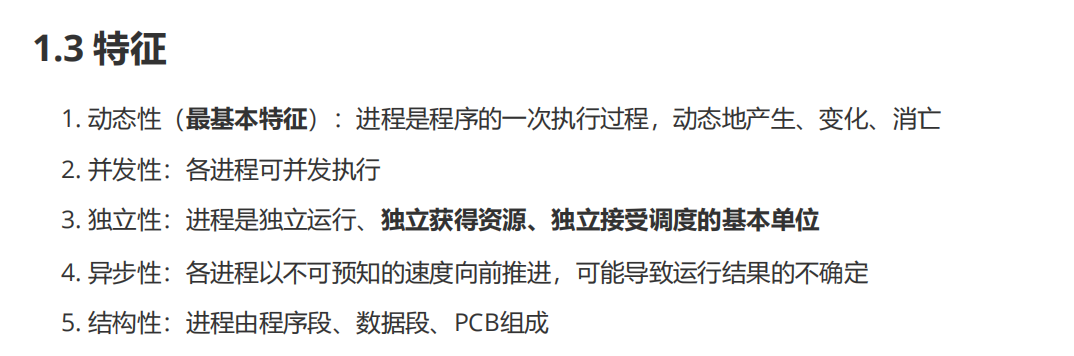 1.3 特征
1. 动态性（最基本特征）：进程是程序的一次执行过程，动态地产生、变化、消亡
2. 并发性：各进程可并发执行
3. 独立性：进程是独立运行、独立获得资源、独立接受调度的基本单位
4. 异步性：各进程以不可预知的速度向前推进，可能导致运行结果的不确定
5. 结构性：进程由程序段、数据段、PCB组成